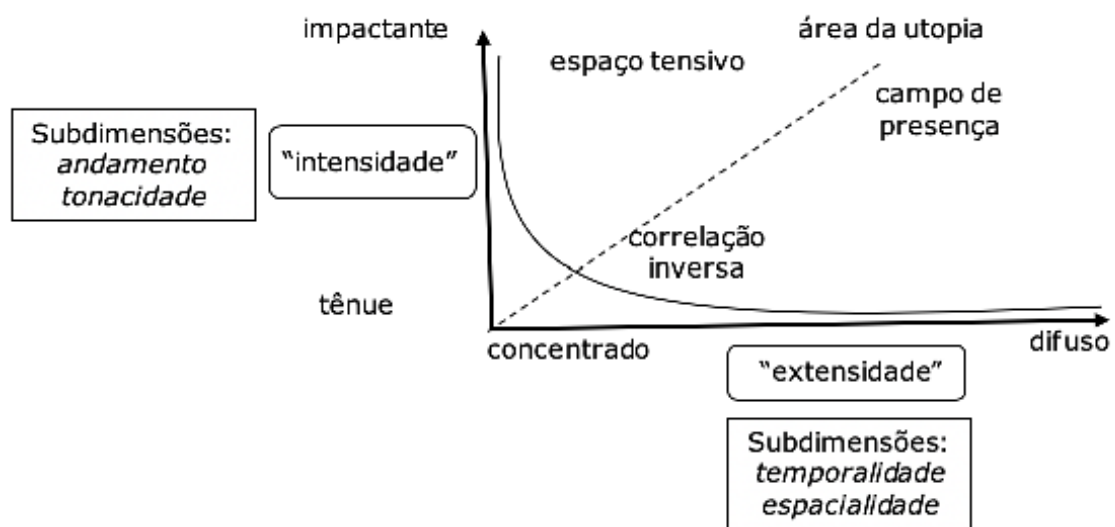 impactante
área da utopia
espaço tensivo
campo de
presença
Subdimensões:
andamento
tonacidade
“intensidade”
correlação
inversa
tênue
concentrado
difuso
“extensidade”
Subdimensões:
temporalidade
espacialidade